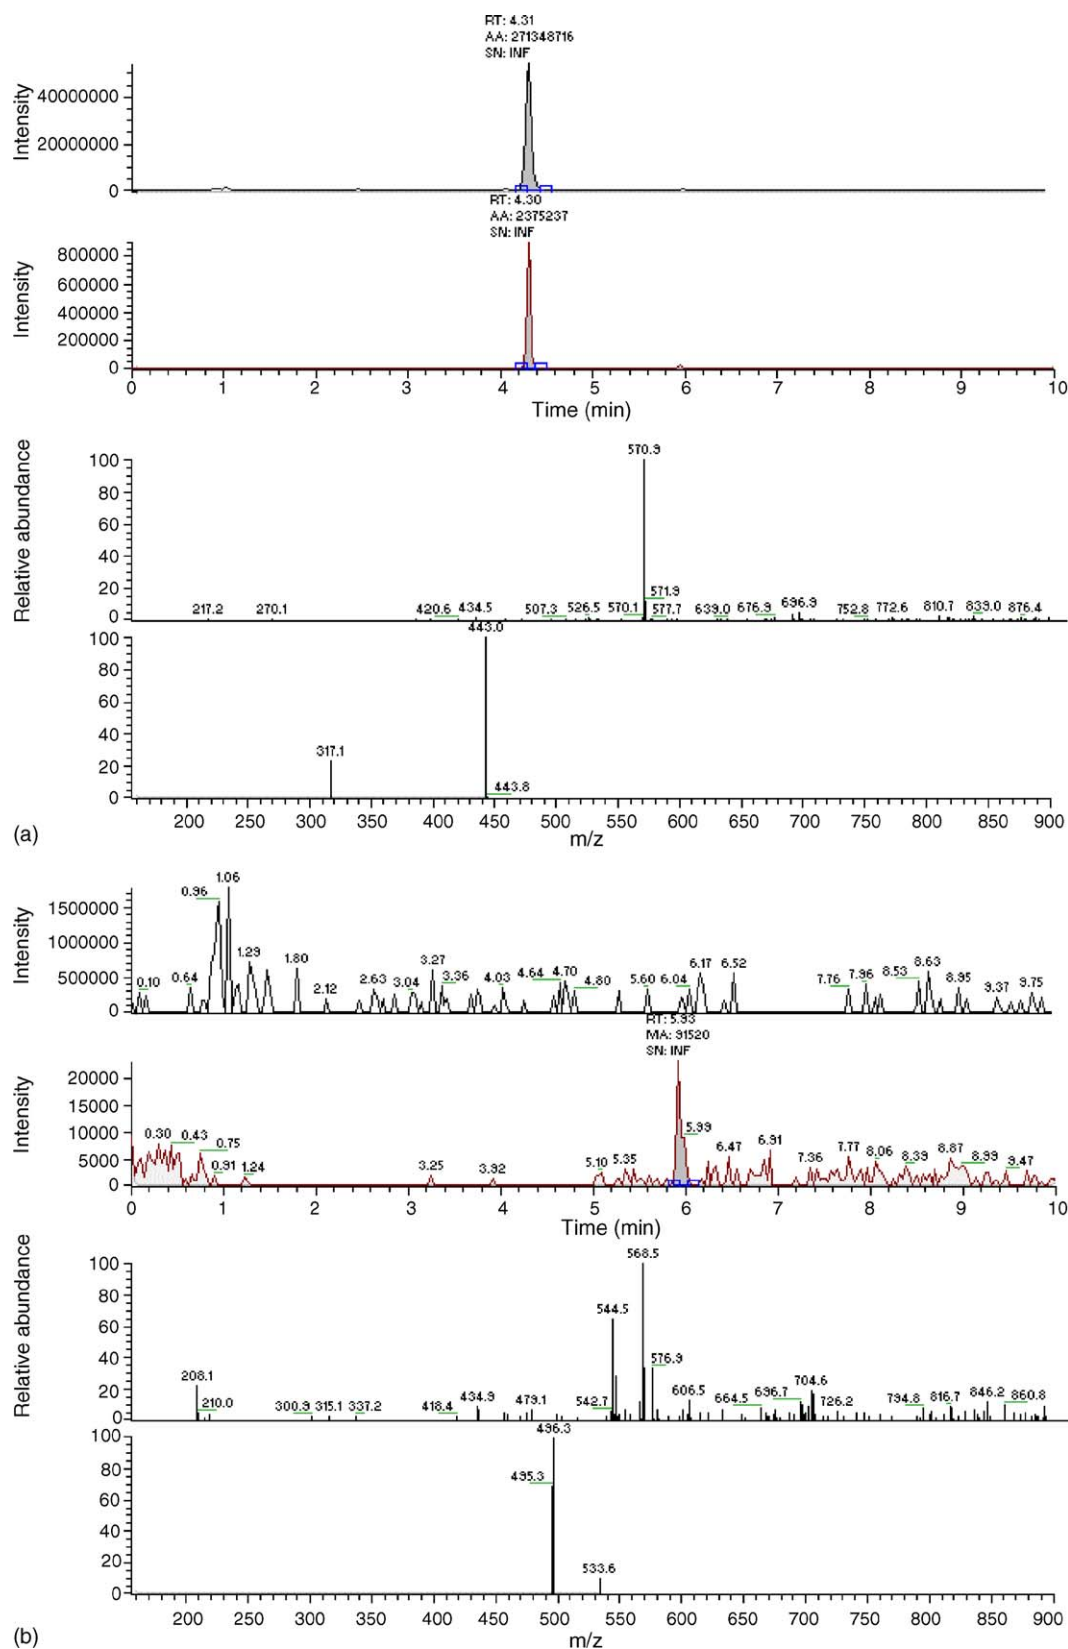 RT: 4.31
AA: 271348716
SN: INF
Intensity
40000000
20000000
0
RT: 4.30
AA: 2375237
SN: INF
Intensity
800000
600000
400000
200000
0
0 1 2 3 4 5 6 7 8 9 10
Time (min)
Relative abundance
100
80
60
40
20
0
570.9
571.9
217.2 270.1 420.6 434.5 507.3 526.5 570.1 577.7 639.0 676.9 696.9 752.8 772.6 810.7 839.0 876.4
100
80
60
40
20
0
443.0
317.1
443.8
200 250 300 350 400 450 500 550 600 650 700 750 800 850 900
m/z
(a)
Intensity
1500000
1000000
500000
0
0.10 0.64 0.96 1.06 1.29 1.80 2.12 2.63 3.04 3.27 3.36 4.03 4.64 4.70 4.80 5.60 6.04 6.17 6.52 7.76 7.96 8.53 8.63 8.95 9.37 9.75
RT: 5.93
MA: 91520
SN: INF
Intensity
20000
15000
10000
5000
0
0.30 0.43 0.75 0.91 1.24 3.25 3.92 5.10 5.35 5.99 6.47 6.91 7.36 7.77 8.06 8.39 8.87 8.99 9.47
0 1 2 3 4 5 6 7 8 9 10
Time (min)
Relative abundance
100
80
60
40
20
0
208.1 210.0 300.9 315.1 337.2 418.4 434.9 479.1 542.7 544.5 568.5 576.9 606.5 664.5 696.7 704.6 726.2 794.8 816.7 846.2 860.8
100
80
60
40
20
0
496.3
495.3
533.6
200 250 300 350 400 450 500 550 600 650 700 750 800 850 900
m/z
(b)